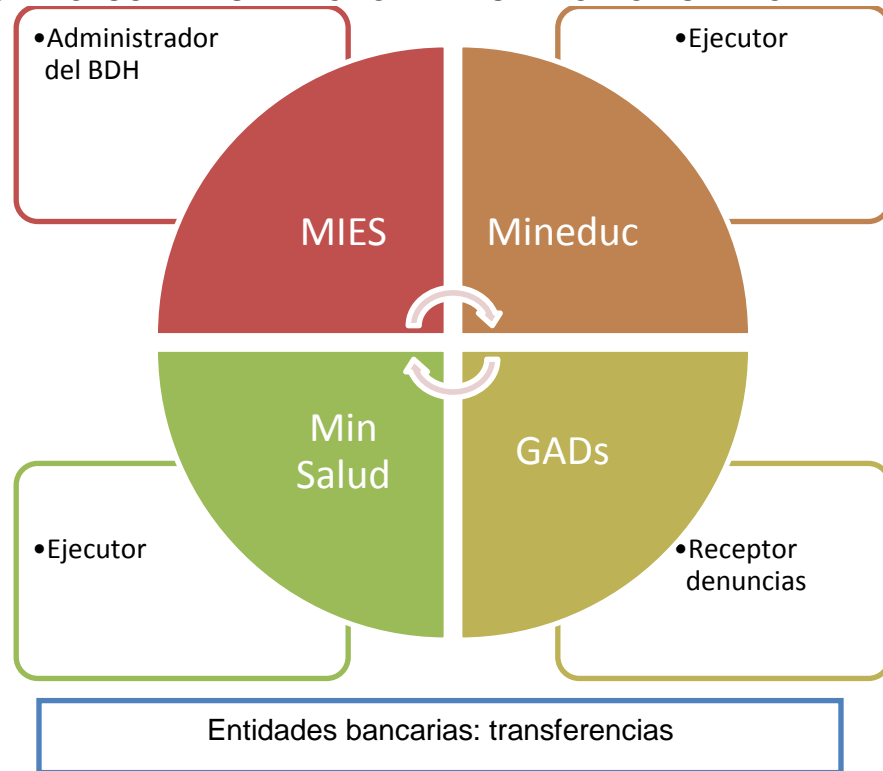 •Administrador
del BDH
•Ejecutor
MIES
Mineduc
Min
Salud
GADs
•Ejecutor
•Receptor
denuncias
Entidades bancarias: transferencias